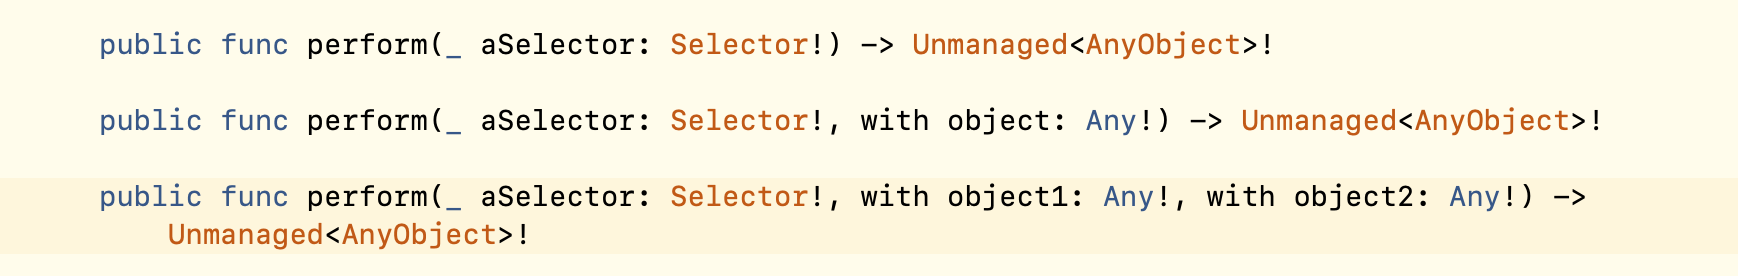 public func perform(_ aSelector: Selector!) -> Unmanaged<AnyObject>!
public func perform(_ aSelector: Selector!, with object: Any!) -> Unmanaged<AnyObject>!
public func perform(_ aSelector: Selector!, with object1: Any!, with object2: Any!) ->
Unmanaged<AnyObject>!